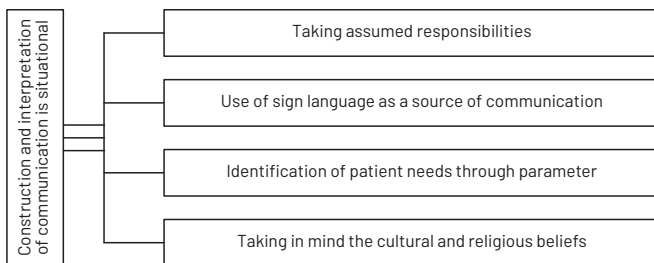 Construction and interpretation
of communication is situational
Taking assumed responsibilities
Use of sign language as a source of communication
Identification of patient needs through parameter
Taking in mind the cultural and religious beliefs